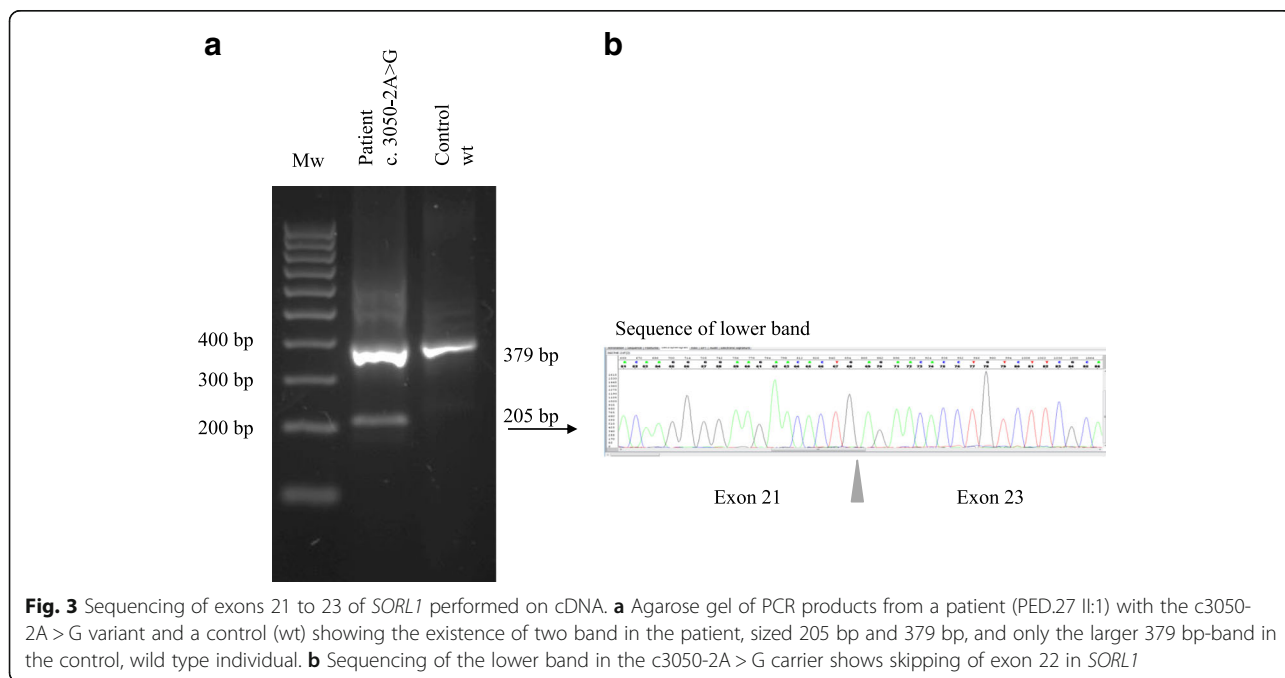 a
b
Mw
Patient
c. 3050-2A>G
Control
wt
400 bp
300 bp
200 bp
379 bp
205 bp
Sequence of lower band
Exon 21
Exon 23
Fig. 3 Sequencing of exons 21 to 23 of SORL1 performed on cDNA. a Agarose gel of PCR products from a patient (PED.27 II:1) with the c3050-
2A > G variant and a control (wt) showing the existence of two band in the patient, sized 205 bp and 379 bp, and only the larger 379 bp-band in
the control, wild type individual. b Sequencing of the lower band in the c3050-2A > G carrier shows skipping of exon 22 in SORL1